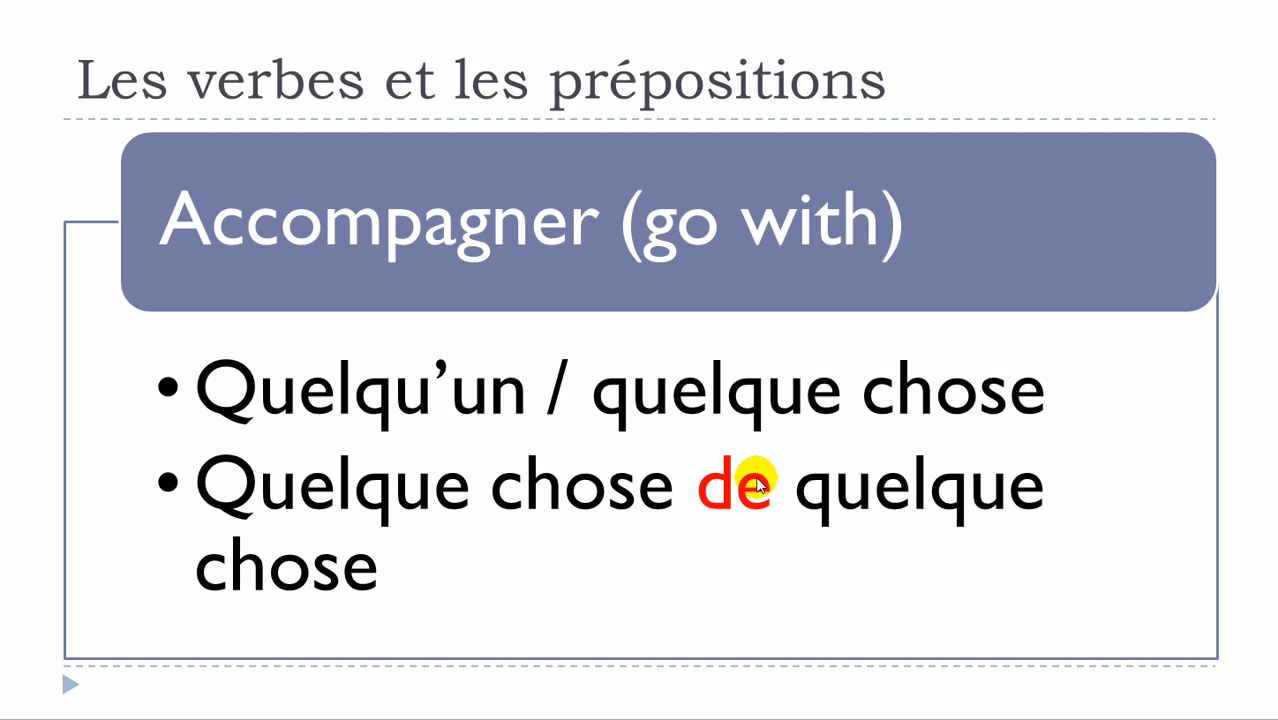 Les verbes et les prépositions
Accompagner (go with)
• Quelqu’un / quelque chose
• Quelque chose de quelque
chose